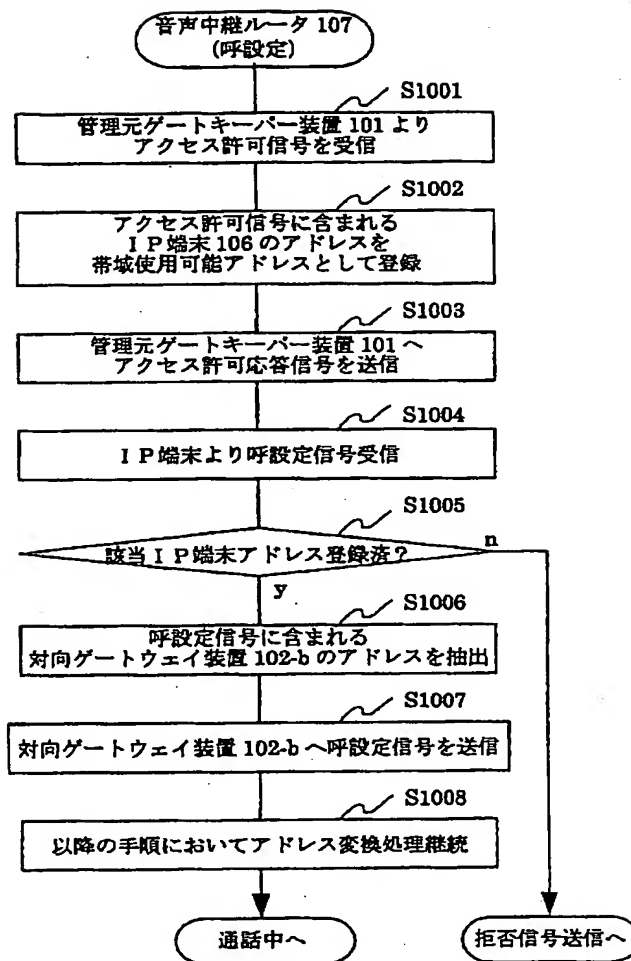 音声中継ルータ 107
(呼設定)
S1001
管理元ゲートキーパー装置 101 より
アクセス許可信号を受信
S1002
アクセス許可信号に含まれる
ＩＰ端末 106 のアドレスを
帯域使用可能アドレスとして登録
S1003
管理元ゲートキーパー装置 101 へ
アクセス許可応答信号を送信
S1004
ＩＰ端末より呼設定信号受信
S1005
該当ＩＰ端末アドレス登録済？
n
y
S1006
呼設定信号に含まれる
対向ゲートウェイ装置 102-b のアドレスを抽出
S1007
対向ゲートウェイ装置 102-b へ呼設定信号を送信
S1008
以降の手順においてアドレス変換処理継続
通話中へ
拒否信号送信へ